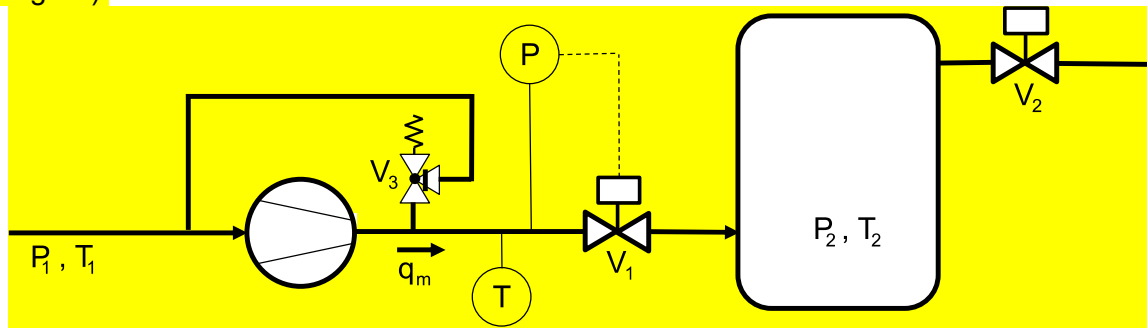 P
V₂
V₃
P₁ , T₁
qₘ
T
V₁
P₂ , T₂